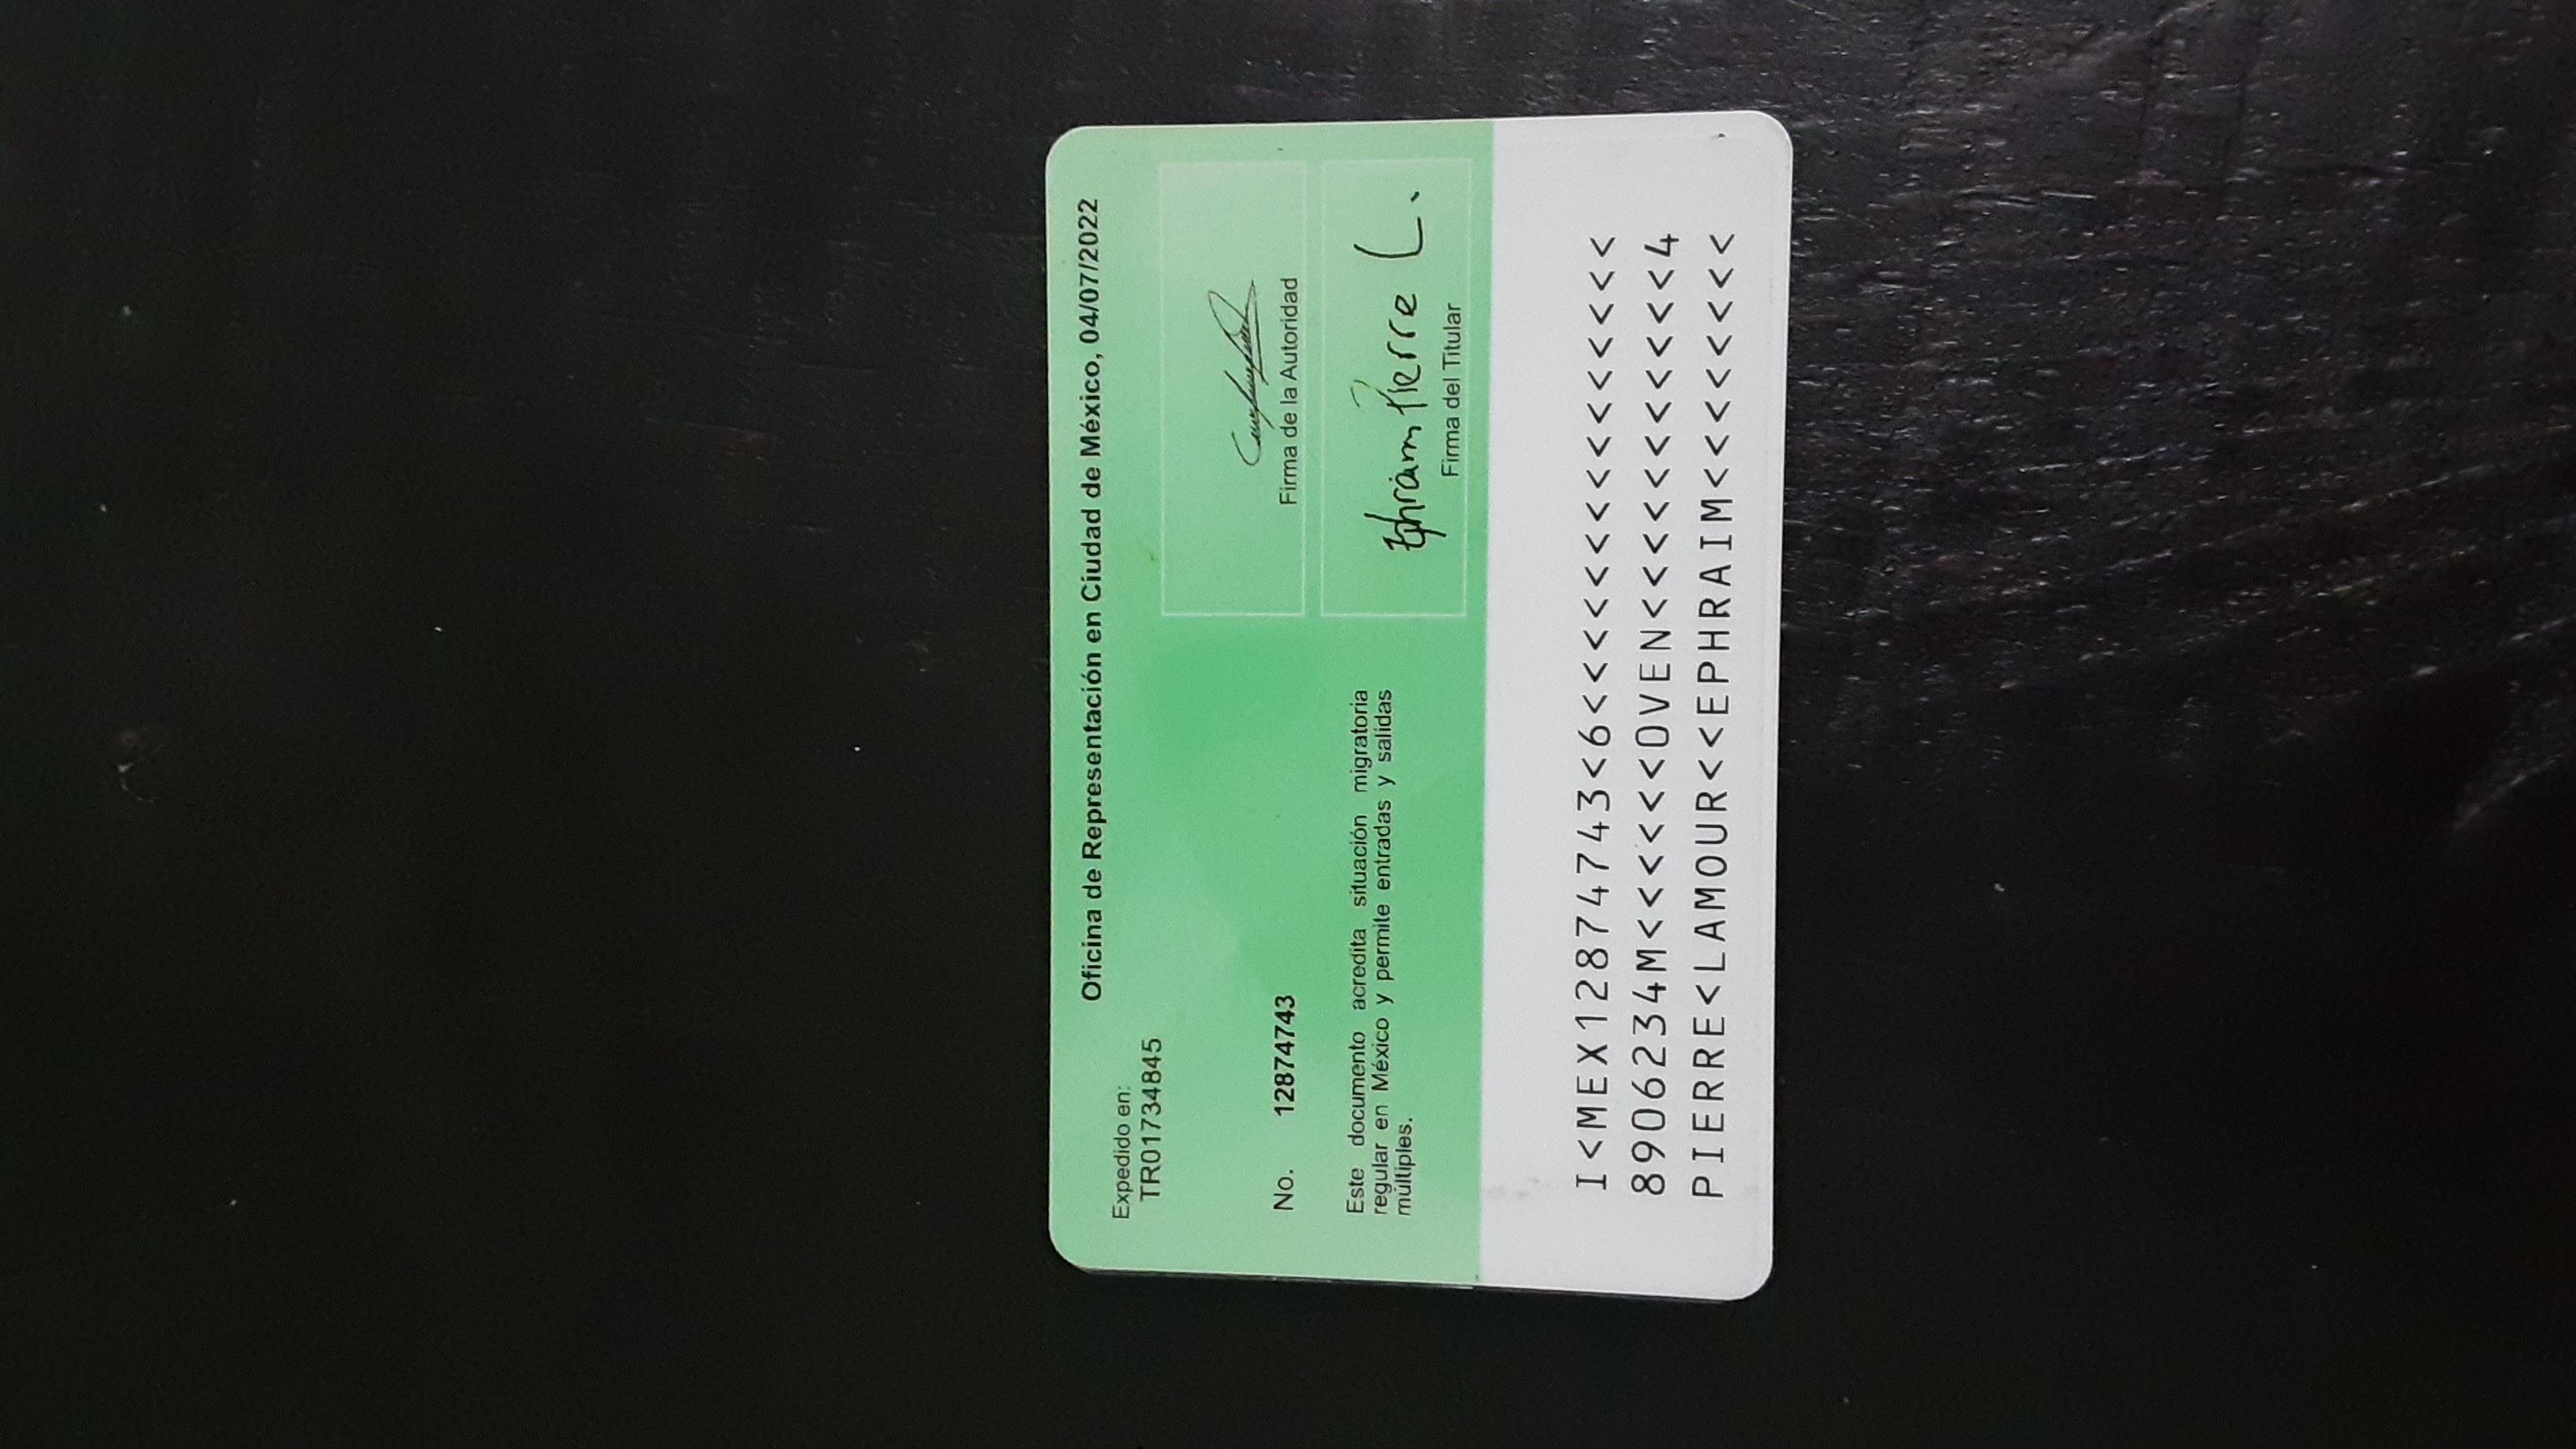 Oficina de Representación en Ciudad de México, 04/07/2022
Expedido en:
TR01734845
No. 12874743
Firma de la Autoridad
Este documento acredita situación migratoria
regular en México y permite entradas y salidas
múltiples.
Ephraim Pierre L.
Firma del Titular
I<MEX12874743<6<<<<<<<<<<<<<<<
8906234M<<<<<<<OVEN<<<<<<<<<<4
PIERRE<LAMOUR<<EPHRAIM<<<<<<<<